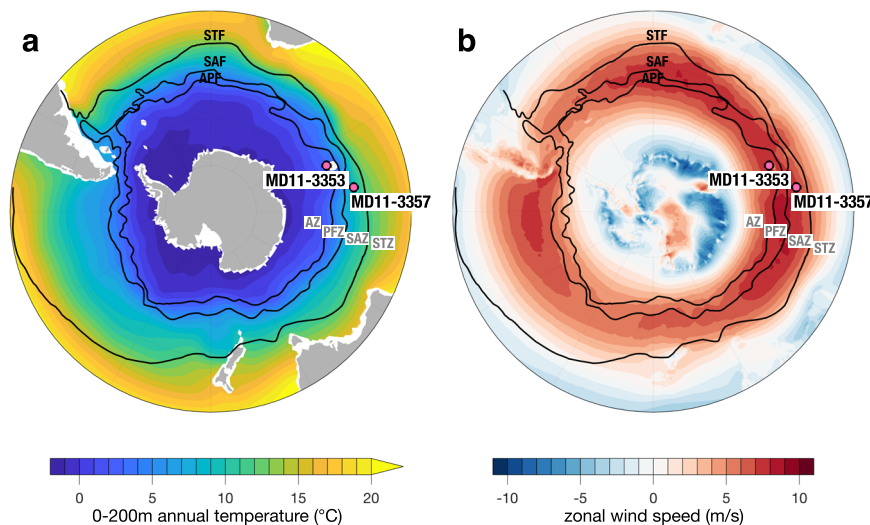 a
STF
SAF
APF
MD11-3353
MD11-3357
AZ
PFZ
SAZ
STZ
0 5 10 15 20
0-200m annual temperature (°C)
b
STF
SAF
APF
MD11-3353
MD11-3357
AZ
PFZ
SAZ
STZ
-10 -5 0 5 10
zonal wind speed (m/s)